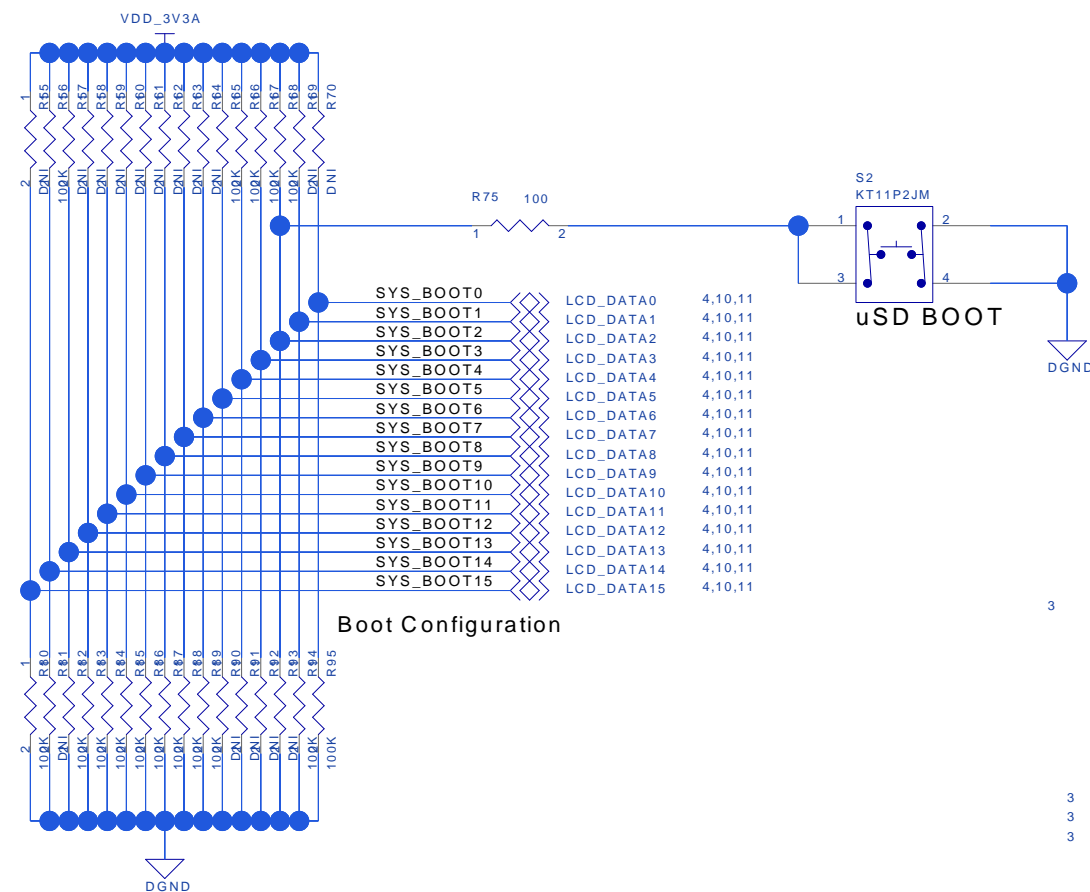 VDD_3V3A
1 R55 R56 R57 R58 R59 R60 R61 R62 R63 R64 R65 R66 R67 R68 R69 R70
2 DNI 100K DNI DNI DNI DNI DNI DNI DNI DNI 100K 100K 100K 100K DNI DNI
R75 100
1 2
S2
KT11P2JM
1 2
3 4
uSD BOOT
DGND
SYS_BOOT0 LCD_DATA0 4,10,11
SYS_BOOT1 LCD_DATA1 4,10,11
SYS_BOOT2 LCD_DATA2 4,10,11
SYS_BOOT3 LCD_DATA3 4,10,11
SYS_BOOT4 LCD_DATA4 4,10,11
SYS_BOOT5 LCD_DATA5 4,10,11
SYS_BOOT6 LCD_DATA6 4,10,11
SYS_BOOT7 LCD_DATA7 4,10,11
SYS_BOOT8 LCD_DATA8 4,10,11
SYS_BOOT9 LCD_DATA9 4,10,11
SYS_BOOT10 LCD_DATA10 4,10,11
SYS_BOOT11 LCD_DATA11 4,10,11
SYS_BOOT12 LCD_DATA12 4,10,11
SYS_BOOT13 LCD_DATA13 4,10,11
SYS_BOOT14 LCD_DATA14 4,10,11
SYS_BOOT15 LCD_DATA15 4,10,11
3
Boot Configuration
1 R80 R81 R82 R83 R84 R85 R86 R87 R88 R89 R90 R91 R92 R93 R94 R95
2 100K DNI 100K 100K 100K 100K 100K 100K 100K 100K DNI DNI DNI DNI 100K 100K
3
3
3
DGND